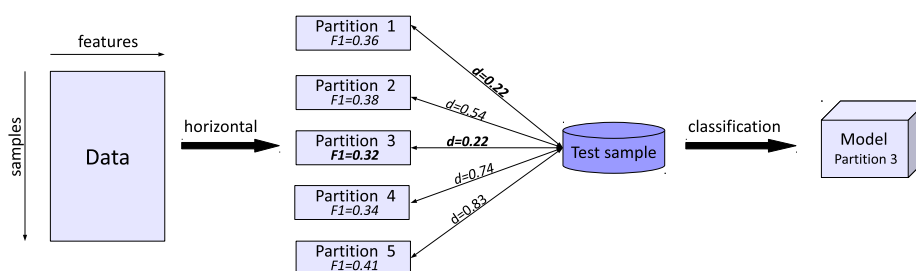 features
samples
Data
horizontal
Partition 1
F1=0.36
Partition 2
F1=0.38
Partition 3
F1=0.32
Partition 4
F1=0.34
Partition 5
F1=0.41
d=0.22
d=0.54
d=0.22
d=0.74
d=0.83
Test sample
classification
Model
Partition 3